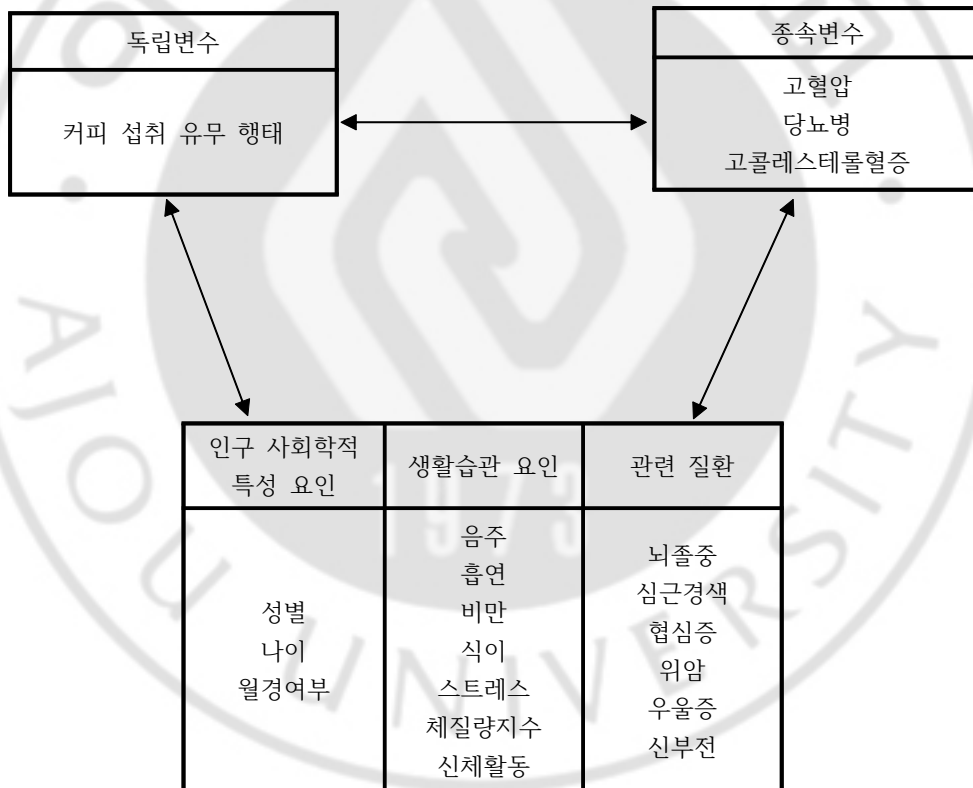 독립변수
커피 섭취 유무 행태
종속변수
고혈압
당뇨병
고콜레스테롤혈증
인구 사회학적
특성 요인
생활습관 요인
관련 질환
성별
나이
월경여부
음주
흡연
비만
식이
스트레스
체질량지수
신체활동
뇌졸중
심근경색
협심증
위암
우울증
신부전
AJOU UNIVERSITY
1973